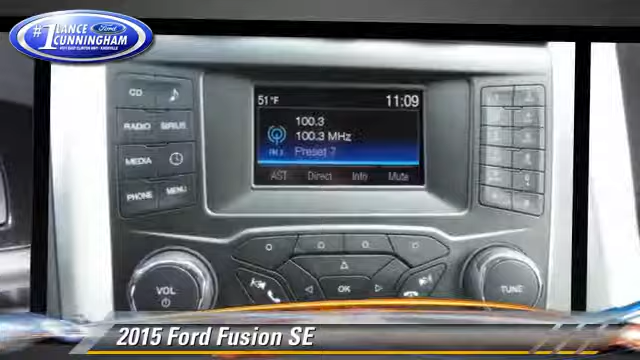 #1 LANCE
CUNNINGHAM
Ford
51°F
11:09
100.3
100.3 MHz
Preset 7
AST Direct Info Mute
CD
RADIO SIRIUS
MEDIA
PHONE MENU
VOL
OK
TUNE
2015 Ford Fusion SE